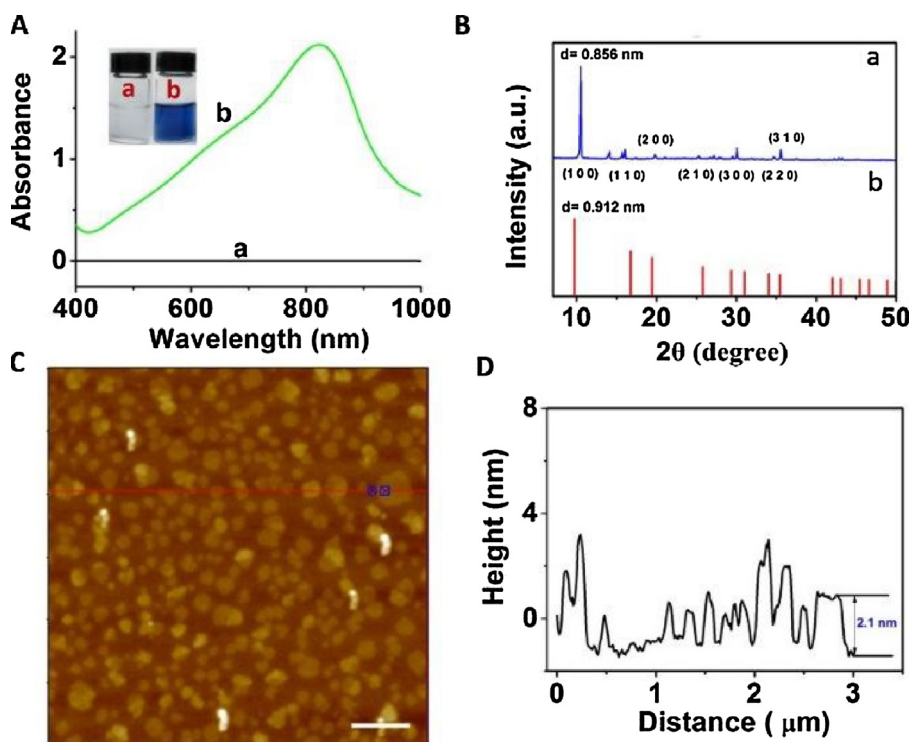 A
2
1
0
Absorbance
a
b
b
a
400
600
800
1000
Wavelength (nm)
B
d= 0.856 nm
a
(2 0 0)
(3 1 0)
(1 0 0)
(1 1 0)
(2 1 0)
(3 0 0)
(2 2 0)
b
d= 0.912 nm
Intensity (a.u.)
10
20
30
40
50
2θ (degree)
C
D
8
4
0
Height (nm)
2.1 nm
0
1
2
3
Distance ( μm)